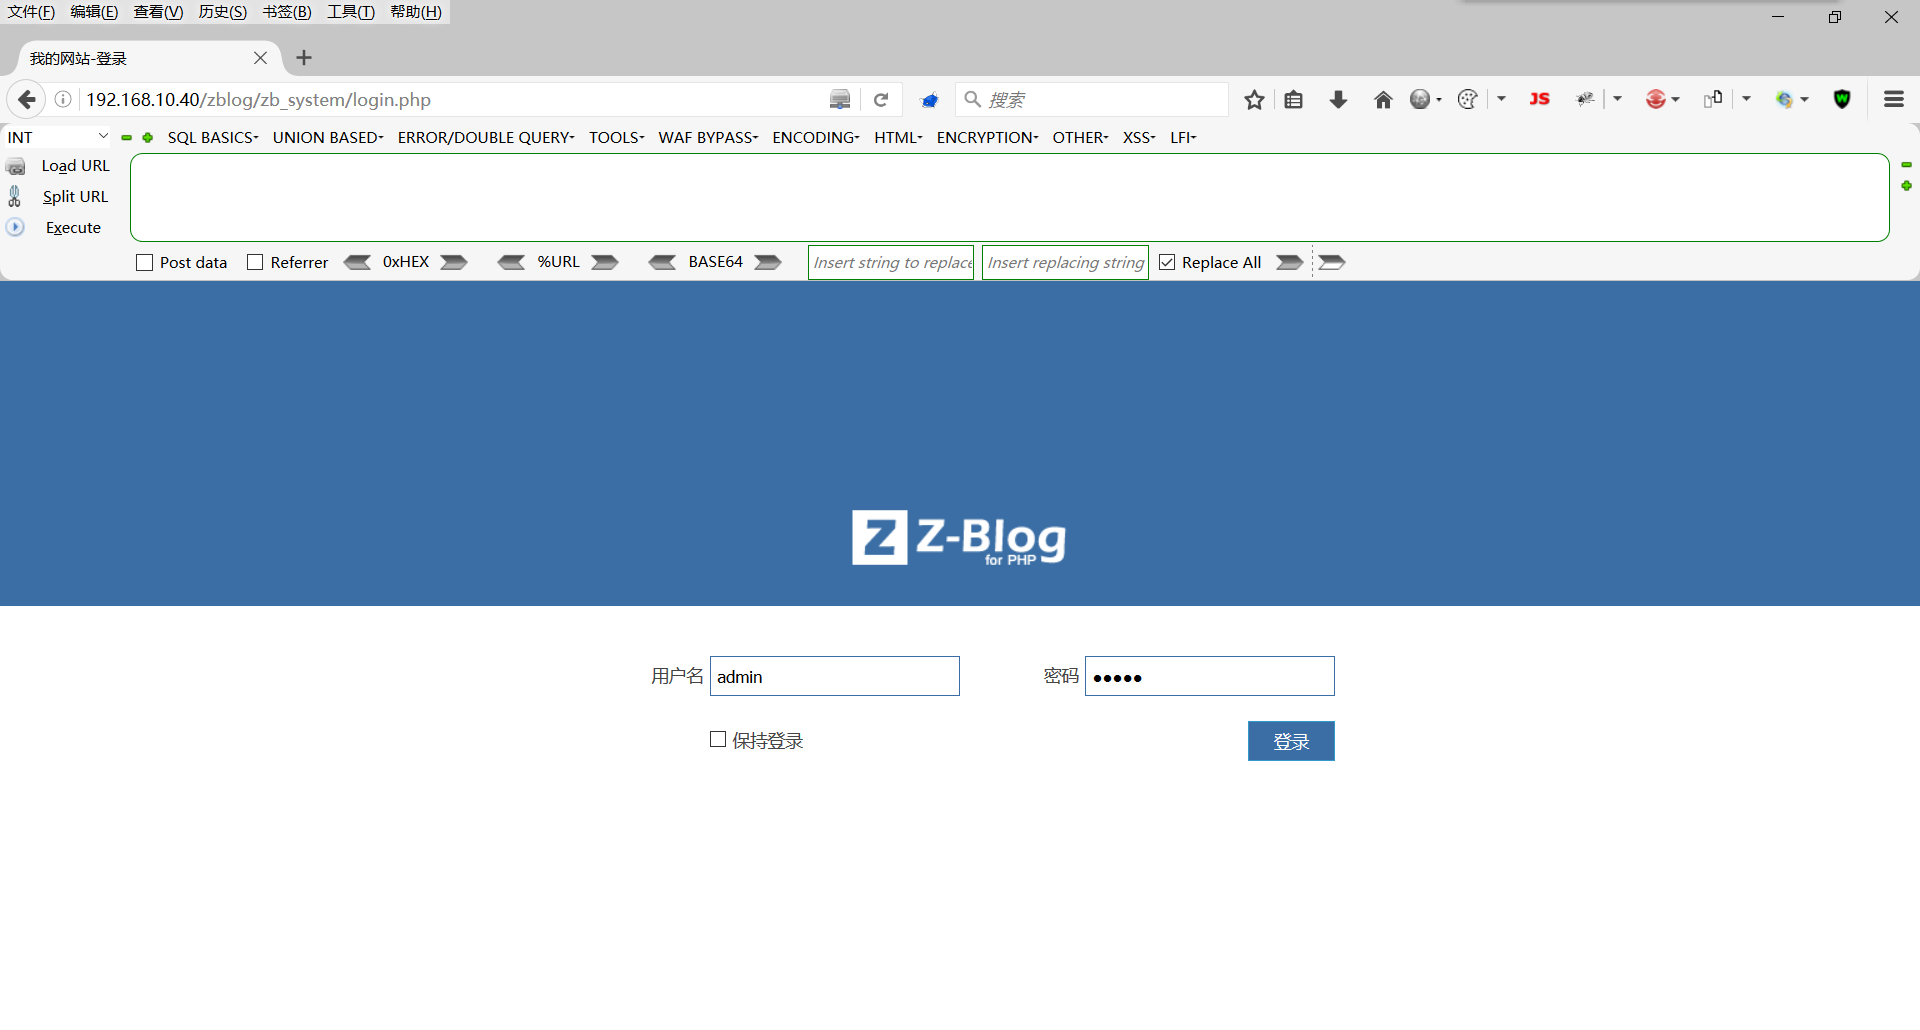 文件(F) 编辑(E) 查看(V) 历史(S) 书签(B) 工具(T) 帮助(H)
我的网站-登录
192.168.10.40/zblog/zb_system/login.php
搜索
JS
W
INT
SQL BASICS
UNION BASED
ERROR/DOUBLE QUERY
TOOLS
WAF BYPASS
ENCODING
HTML
ENCRYPTION
OTHER
XSS
LFI
Load URL
Split URL
Execute
Post data
Referrer
0xHEX
%URL
BASE64
Insert string to replace
Insert replacing string
Replace All
Z Z-Blog
for PHP
用户名 admin
密码 •••••
保持登录
登录